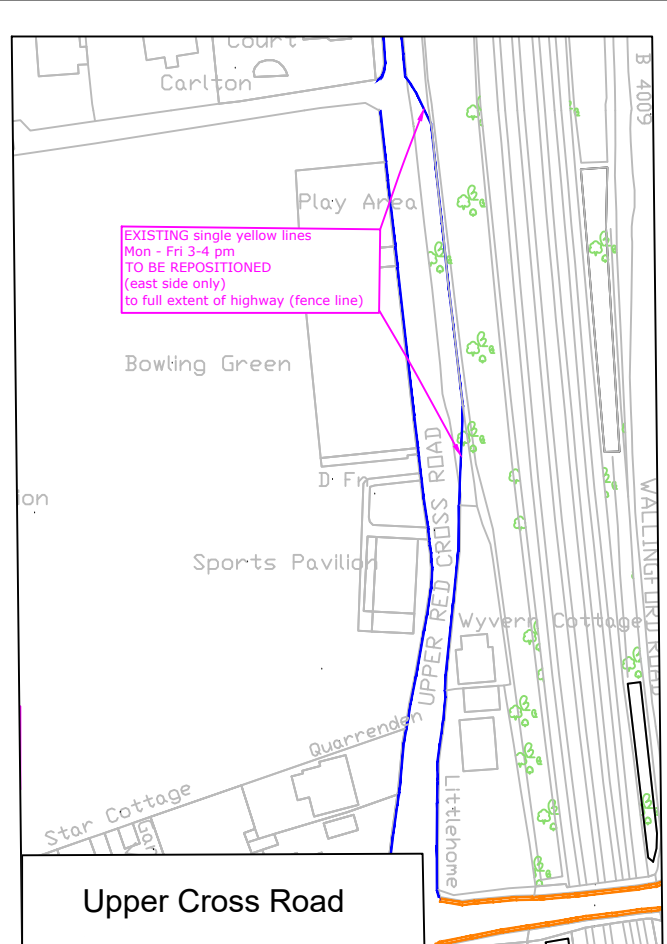 Court
Carlton
B 4009
Play Area
EXISTING single yellow lines
Mon - Fri 3-4 pm
TO BE REPOSITIONED
(east side only)
to full extent of highway (fence line)
Bowling Green
UPPER RED CROSS ROAD
D Fn
ion
WALLINGFORD ROAD
Sports Pavilion
Wyvern Cottage
Quarrenden
Star Cottage
Littlehome
Upper Cross Road